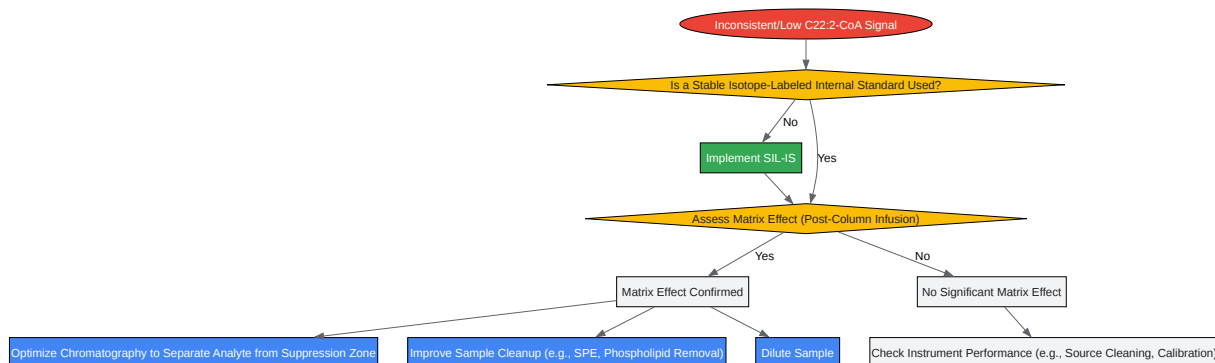 Inconsistent/Low C22:2-CoA Signal
Is a Stable Isotope-Labeled Internal Standard Used?
No
Implement SIL-IS
Yes
Assess Matrix Effect (Post-Column Infusion)
Yes
No
Matrix Effect Confirmed
No Significant Matrix Effect
Optimize Chromatography to Separate Analyte from Suppression Zone
Improve Sample Cleanup (e.g., SPE, Phospholipid Removal)
Dilute Sample
Check Instrument Performance (e.g., Source Cleaning, Calibration)